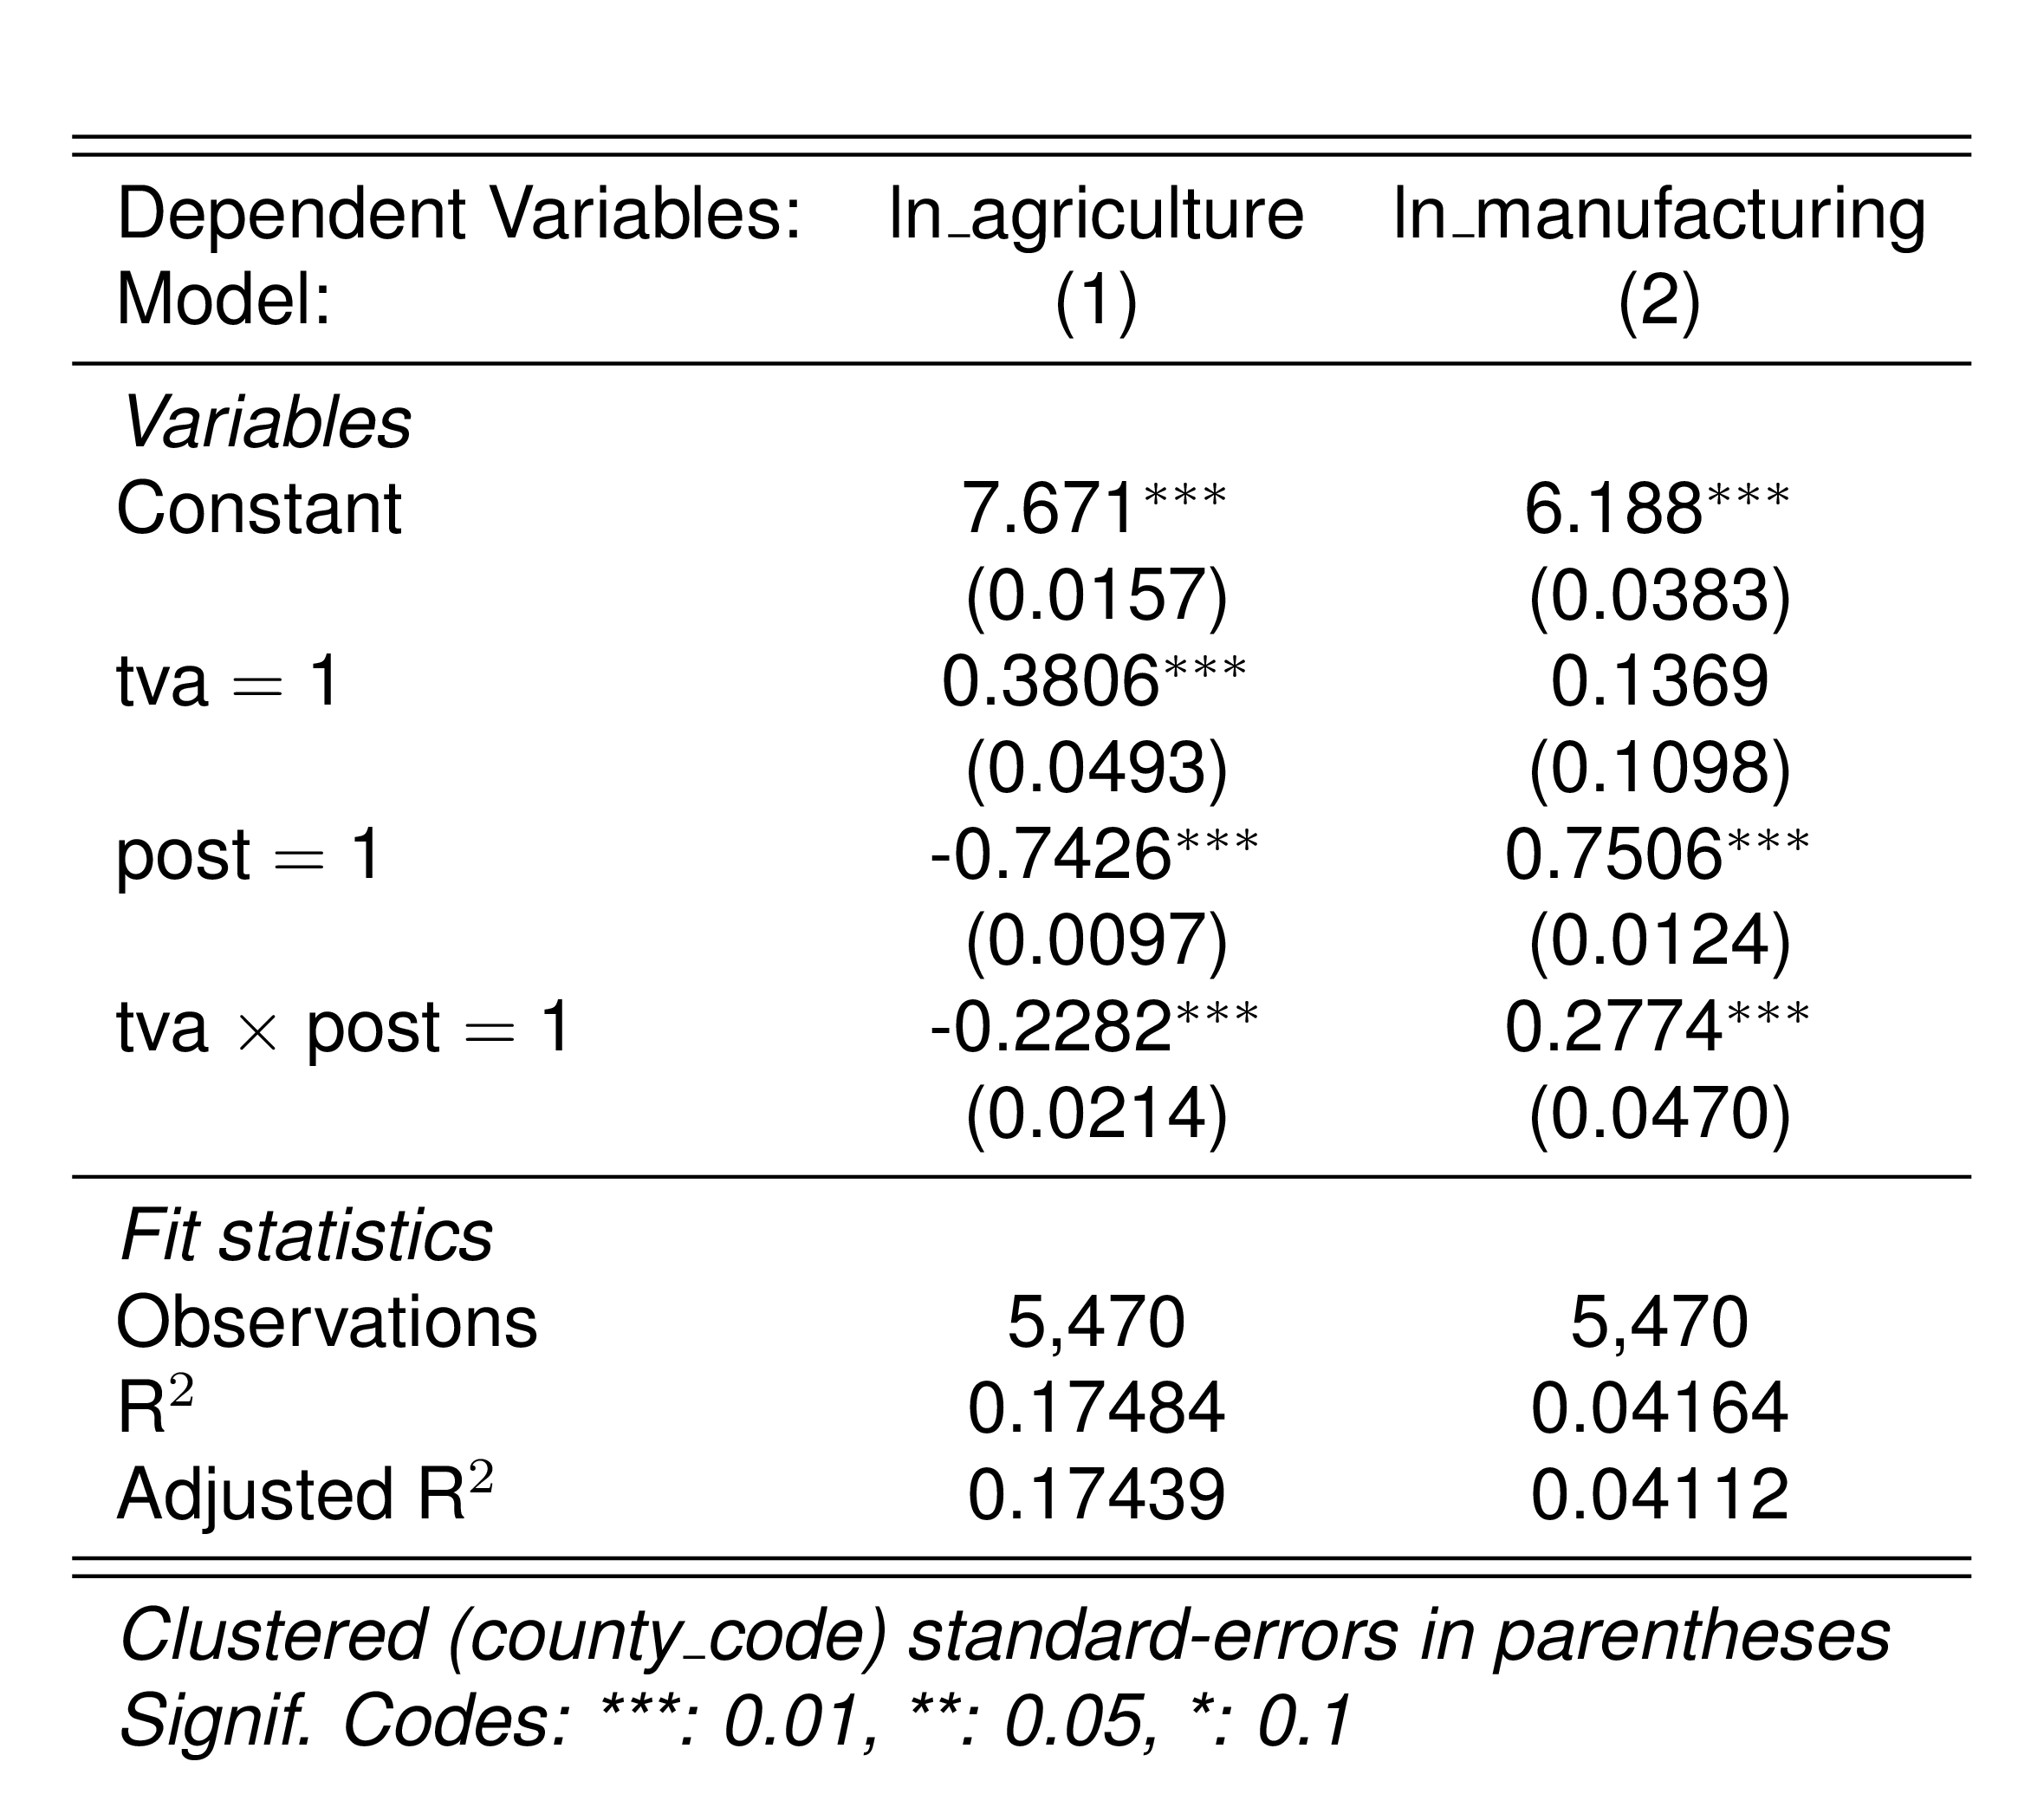 Dependent Variables: ln_agriculture ln_manufacturing
Model: (1) (2)
Variables
Constant 7.671*** 6.188***
(0.0157) (0.0383)
tva = 1 0.3806*** 0.1369
(0.0493) (0.1098)
post = 1 -0.7426*** 0.7506***
(0.0097) (0.0124)
tva × post = 1 -0.2282*** 0.2774***
(0.0214) (0.0470)
Fit statistics
Observations 5,470 5,470
R² 0.17484 0.04164
Adjusted R² 0.17439 0.04112
Clustered (county_code) standard-errors in parentheses
Signif. Codes: ***: 0.01, **: 0.05, *: 0.1